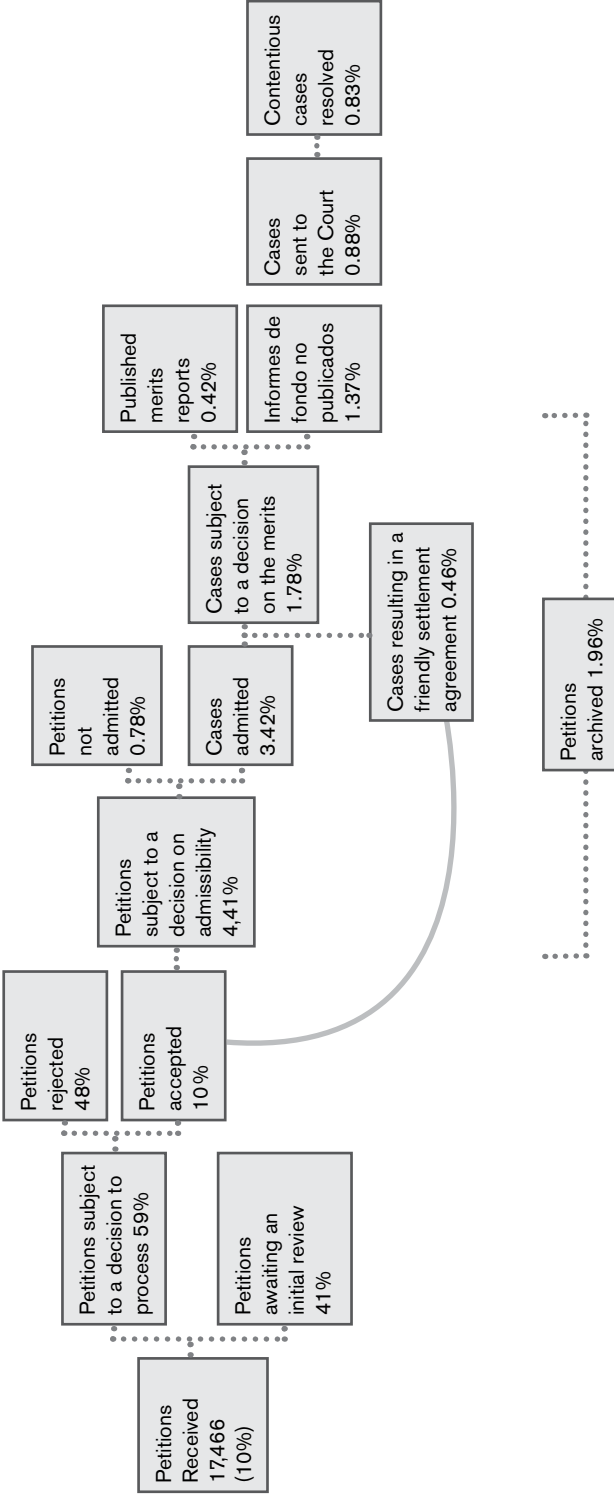 Petitions
Received
17,466
(10%)
Petitions subject
to a decision to
process 59%
Petitions
awaiting an
initial review
41%
Petitions
rejected
48%
Petitions
accepted
10%
Petitions
subject to a
decision on
admissibility
4,41%
Petitions
not
admitted
0.78%
Cases
admitted
3.42%
Cases subject
to a decision
on the merits
1.78%
Cases resulting in a
friendly settlement
agreement 0.46%
Published
merits
reports
0.42%
Informes de
fondo no
publicados
1.37%
Cases
sent to
the Court
0.88%
Contentious
cases
resolved
0.83%
Petitions
archived 1.96%